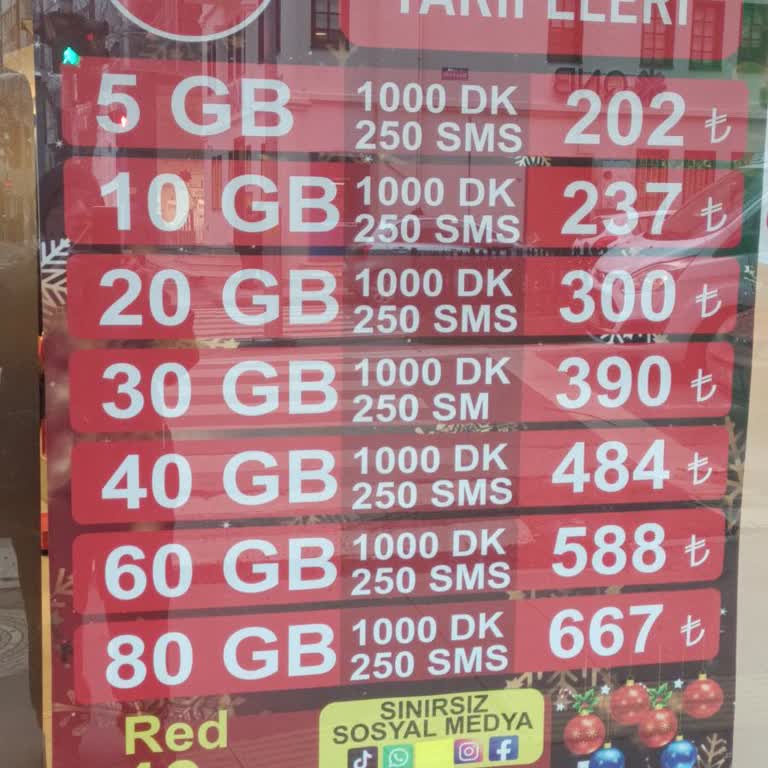 TARİFELERİ
5 GB 1000 DK 250 SMS 202 ₺
10 GB 1000 DK 250 SMS 237 ₺
20 GB 1000 DK 250 SMS 300 ₺
30 GB 1000 DK 250 SM 390 ₺
40 GB 1000 DK 250 SMS 484 ₺
60 GB 1000 DK 250 SMS 588 ₺
80 GB 1000 DK 250 SMS 667 ₺
Red
SINIRSIZ
SOSYAL MEDYA